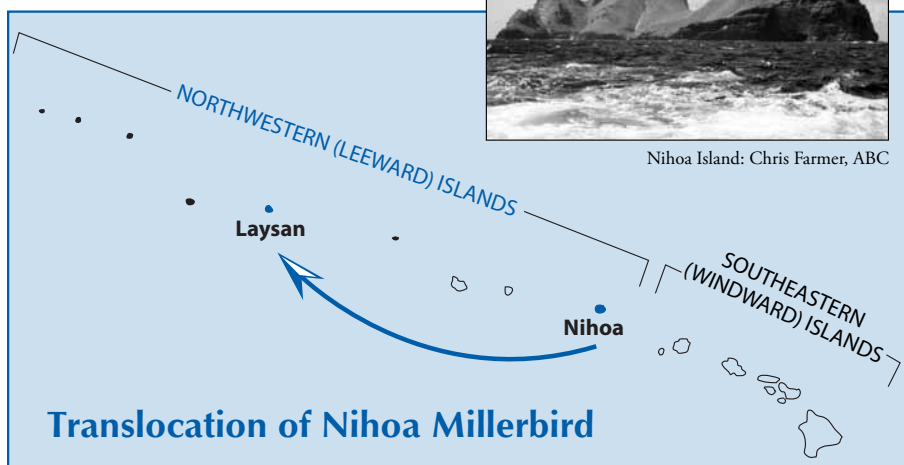 Nihoa Island: Chris Farmer, ABC
NORTHWESTERN (LEEWARD) ISLANDS
Laysan
SOUTHEASTERN
(WINDWARD) ISLANDS
Nihoa
Translocation of Nihoa Millerbird